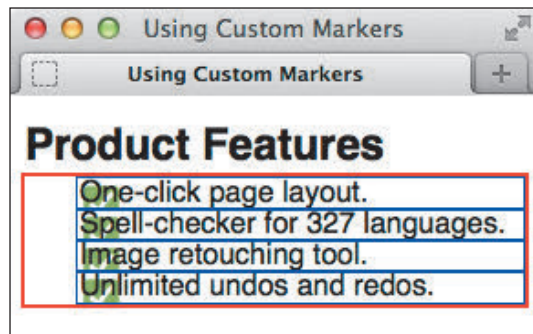 Using Custom Markers
Using Custom Markers
Product Features
One-click page layout.
Spell-checker for 327 languages.
Image retouching tool.
Unlimited undos and redos.